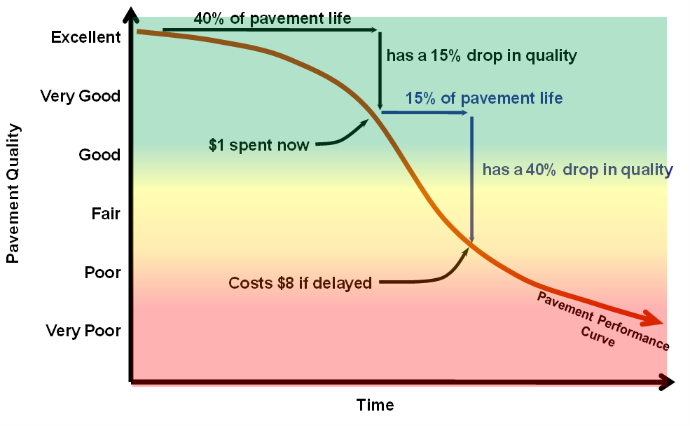 40% of pavement life
Excellent
has a 15% drop in quality
Very Good
15% of pavement life
$1 spent now
Good
has a 40% drop in quality
Pavement Quality
Fair
Poor
Costs $8 if delayed
Pavement Performance
Curve
Very Poor
Time